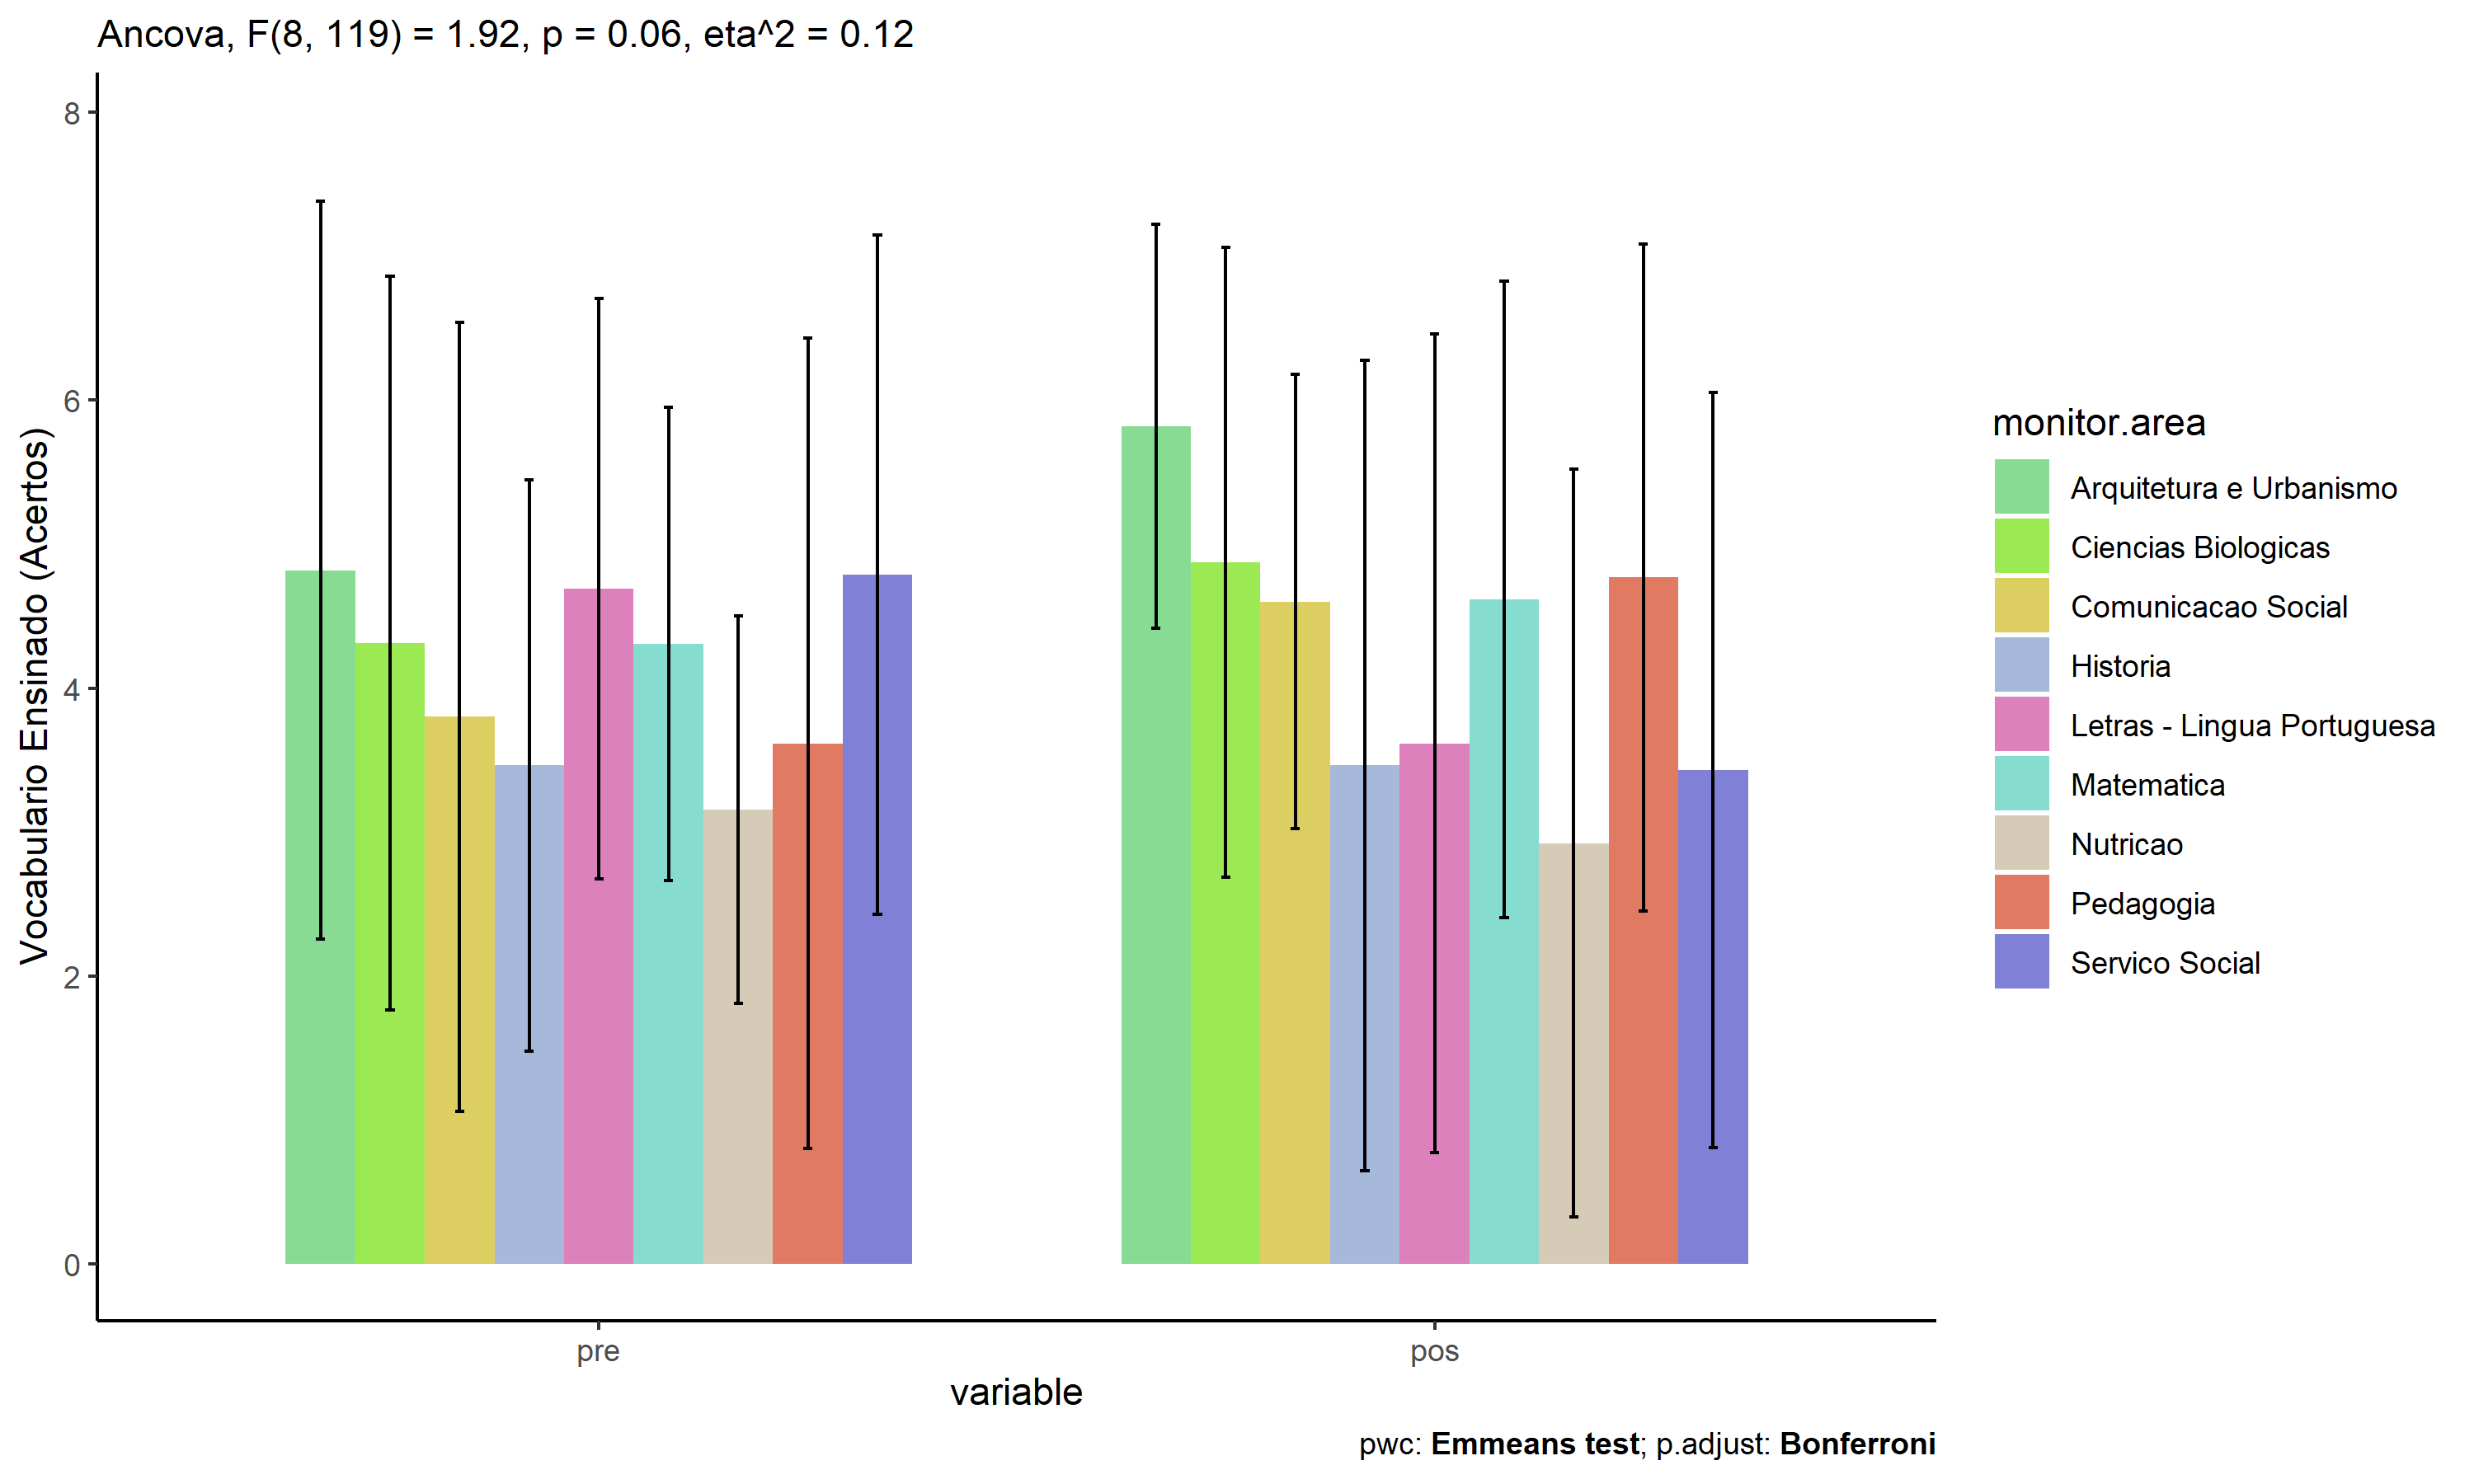 Ancova, F(8, 119) = 1.92, p = 0.06, eta^2 = 0.12
Vocabulario Ensinado (Acertos)
8
6
4
2
0
pre
pos
variable
monitor.area
Arquitetura e Urbanismo
Ciencias Biologicas
Comunicacao Social
Historia
Letras - Lingua Portuguesa
Matematica
Nutricao
Pedagogia
Servico Social
pwc: Emmeans test; p.adjust: Bonferroni